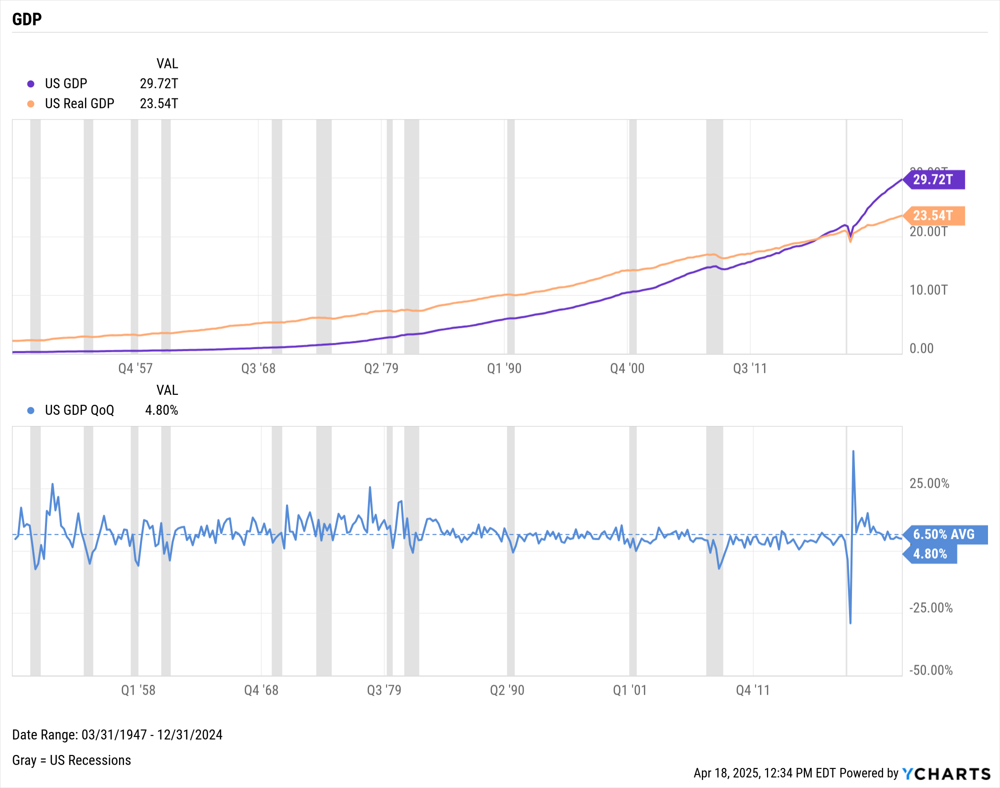 GDP
VAL
US GDP 29.72T
US Real GDP 23.54T
29.72T
23.54T
20.00T
10.00T
0.00
Q4 '57 Q3 '68 Q2 '79 Q1 '90 Q4 '00 Q3 '11
VAL
US GDP QoQ 4.80%
25.00%
6.50% AVG
4.80%
-25.00%
-50.00%
Q1 '58 Q4 '68 Q3 '79 Q2 '90 Q1 '01 Q4 '11
Date Range: 03/31/1947 - 12/31/2024
Gray = US Recessions
Apr 18, 2025, 12:34 PM EDT Powered by YCHARTS